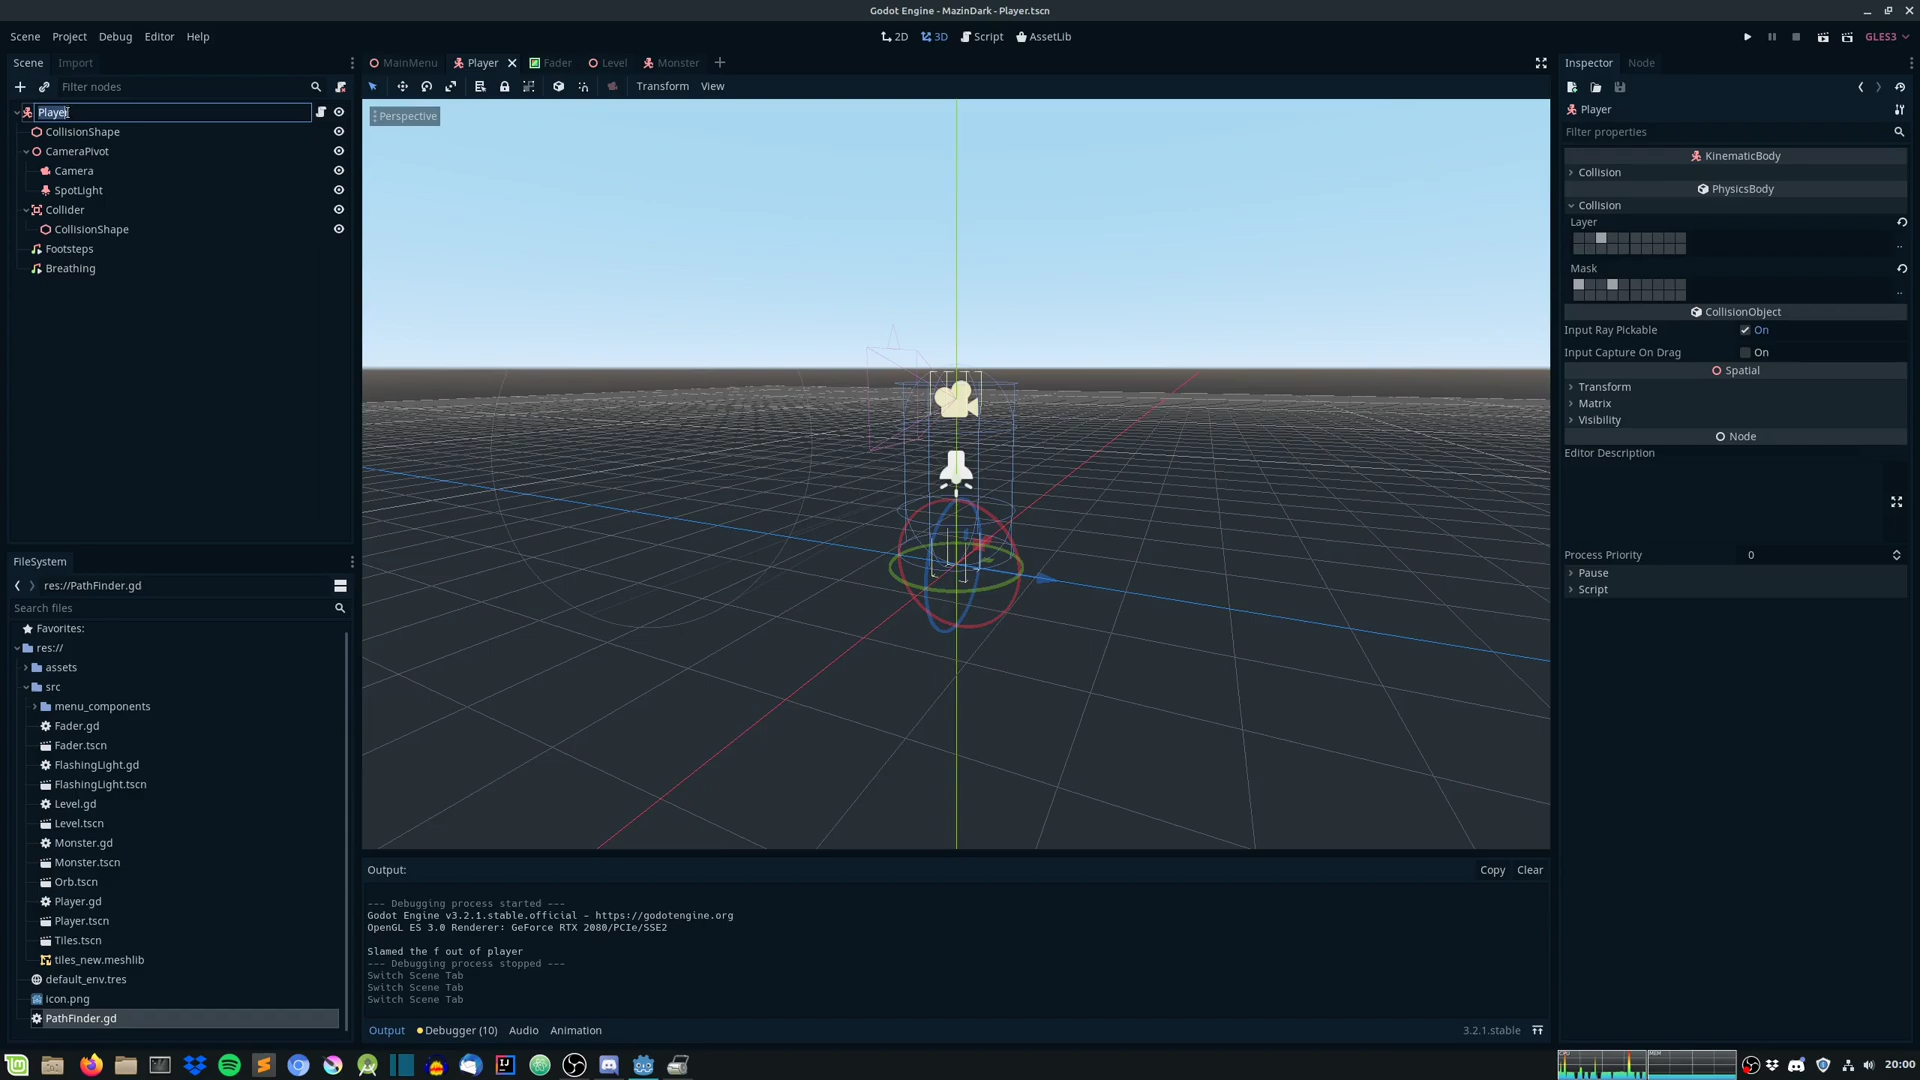 Godot Engine - MazinDark - Player.tscn
Scene Project Debug Editor Help
2D 3D Script AssetLib
GLES3
Scene Import
MainMenu Player Fader Level Monster
Inspector Node
Filter nodes
Transform View
Player
CollisionShape
CameraPivot
Camera
SpotLight
Collider
CollisionShape
Footsteps
Breathing
Perspective
Player
Filter properties
KinematicBody
Collision
PhysicsBody
Collision
Layer
..
Mask
..
CollisionObject
Input Ray Pickable On
Input Capture On Drag On
Spatial
Transform
Matrix
Visibility
Node
Editor Description
Process Priority 0
Pause
Script
FileSystem
res://PathFinder.gd
Search files
Favorites:
res://
assets
src
menu_components
Fader.gd
Fader.tscn
FlashingLight.gd
FlashingLight.tscn
Level.gd
Level.tscn
Monster.gd
Monster.tscn
Orb.tscn
Player.gd
Player.tscn
Tiles.tscn
tiles_new.meshlib
default_env.tres
icon.png
PathFinder.gd
Output: Copy Clear
--- Debugging process started ---
Godot Engine v3.2.1.stable.official - https://godotengine.org
OpenGL ES 3.0 Renderer: GeForce RTX 2080/PCIe/SSE2
Slamed the f out of player
--- Debugging process stopped ---
Switch Scene Tab
Switch Scene Tab
Switch Scene Tab
Output Debugger (10) Audio Animation 3.2.1.stable
20:00